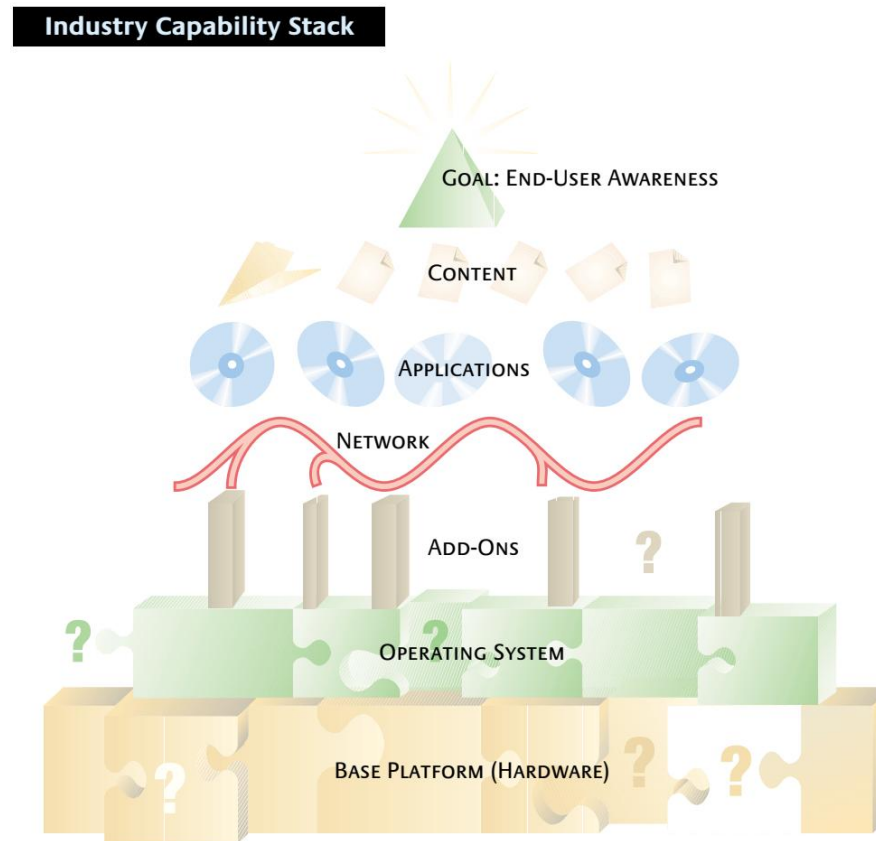 Industry Capability Stack
GOAL: END-USER AWARENESS
CONTENT
APPLICATIONS
NETWORK
ADD-ONS
?
? ?
OPERATING SYSTEM
? ? ?
BASE PLATFORM (HARDWARE)